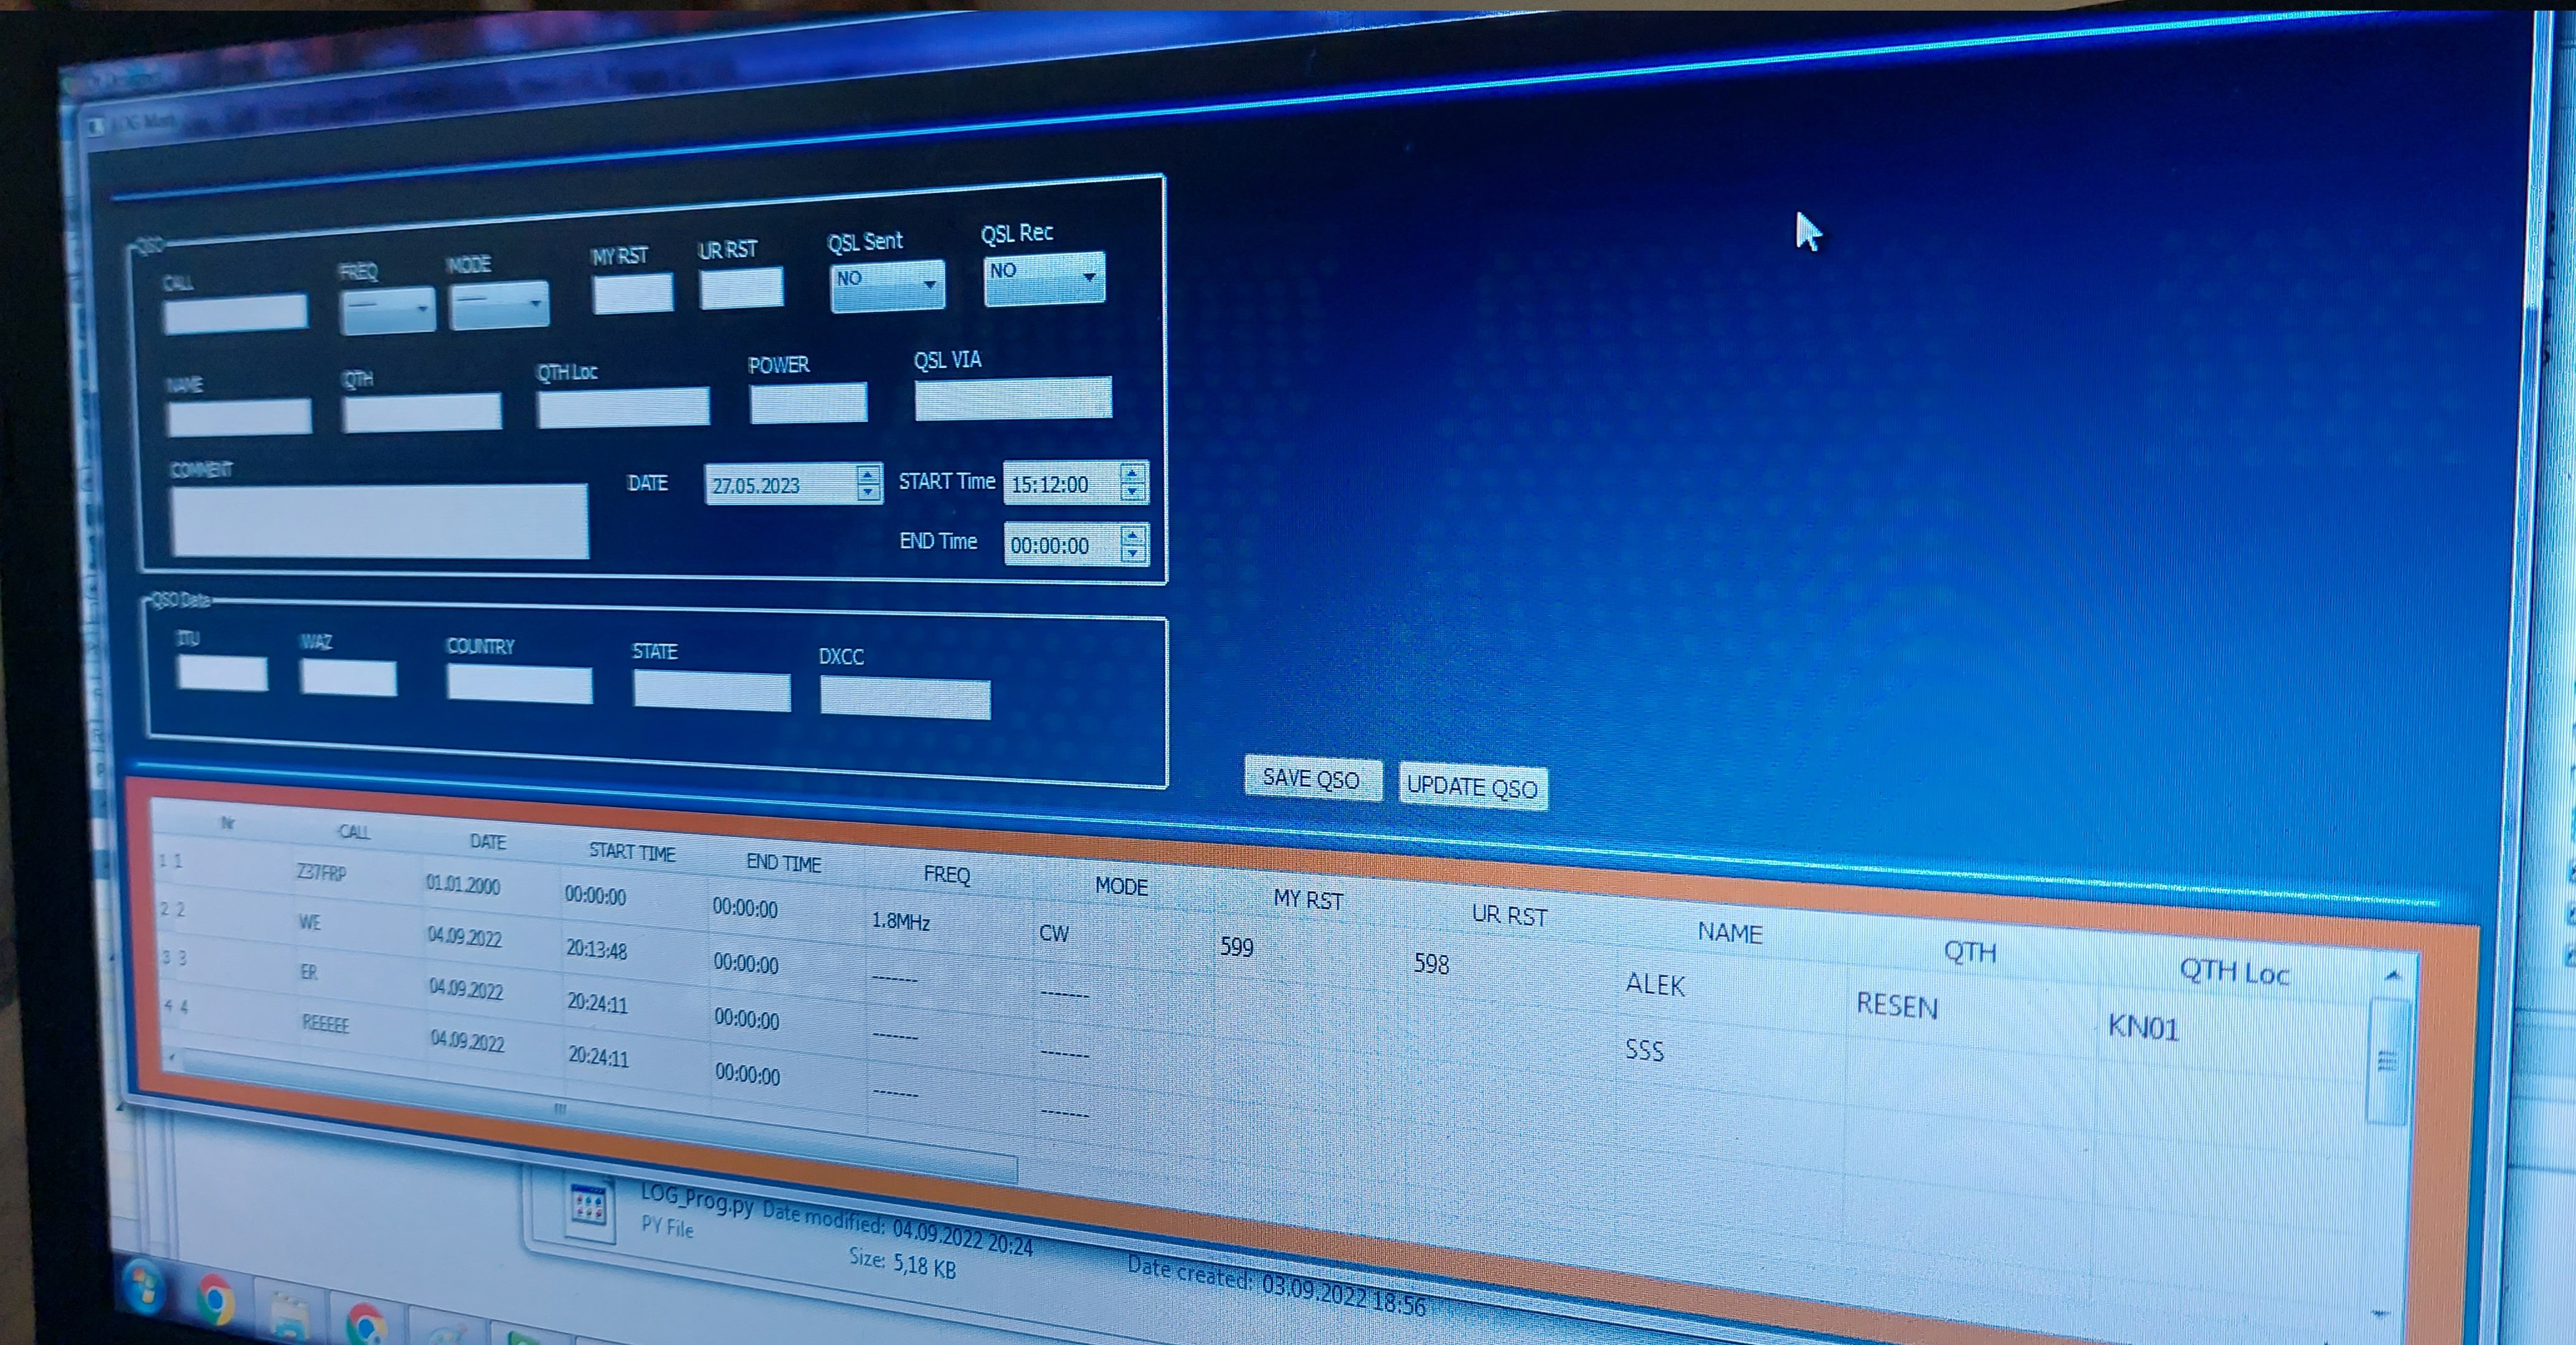 QSO
CALL FREQ MODE MY RST UR RST QSL Sent QSL Rec
----- ----- NO NO
NAME QTH QTH Loc POWER QSL VIA
COMMENT DATE 27.05.2023 START Time 15:12:00
END Time 00:00:00
QSO Data
ITU WAZ COUNTRY STATE DXCC
SAVE QSO UPDATE QSO
Nr CALL DATE START TIME END TIME FREQ MODE MY RST UR RST NAME QTH QTH Loc
1 1 Z37FRP 01.01.2000 00:00:00 00:00:00 1.8MHz CW 599 598 ALEK RESEN KN01
2 2 WE 04.09.2022 20:13:48 00:00:00 ------- ------- SSS
3 3 ER 04.09.2022 20:24:11 00:00:00 ------- -------
4 4 REEEEE 04.09.2022 20:24:11 00:00:00 ------- -------
LOG_Prog.py Date modified: 04.09.2022 20:24 Date created: 03.09.2022 18:56
PY File Size: 5,18 KB